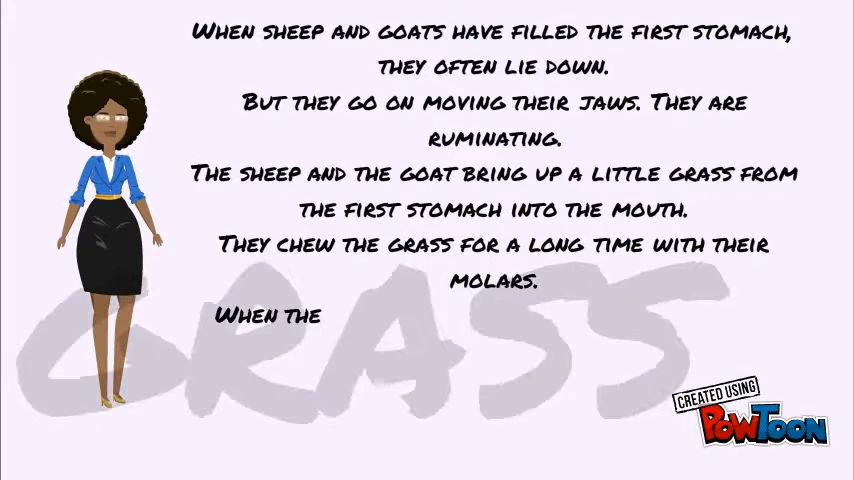 WHEN SHEEP AND GOATS HAVE FILLED THE FIRST STOMACH,
THEY OFTEN LIE DOWN.
BUT THEY GO ON MOVING THEIR JAWS. THEY ARE
RUMINATING.
THE SHEEP AND THE GOAT BRING UP A LITTLE GRASS FROM
THE FIRST STOMACH INTO THE MOUTH.
THEY CHEW THE GRASS FOR A LONG TIME WITH THEIR
MOLARS.
WHEN THE
GRASS
CREATED USING
POWTOON